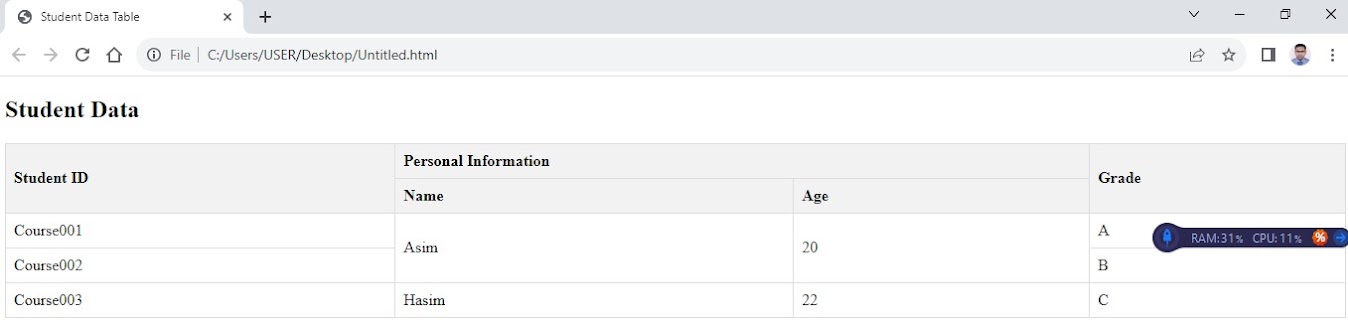 Student Data Table
File C:/Users/USER/Desktop/Untitled.html
Student Data
Student ID Personal Information Grade
Name Age
Course001 Asim 20 A
RAM:31% CPU:11% %
Course002 B
Course003 Hasim 22 C